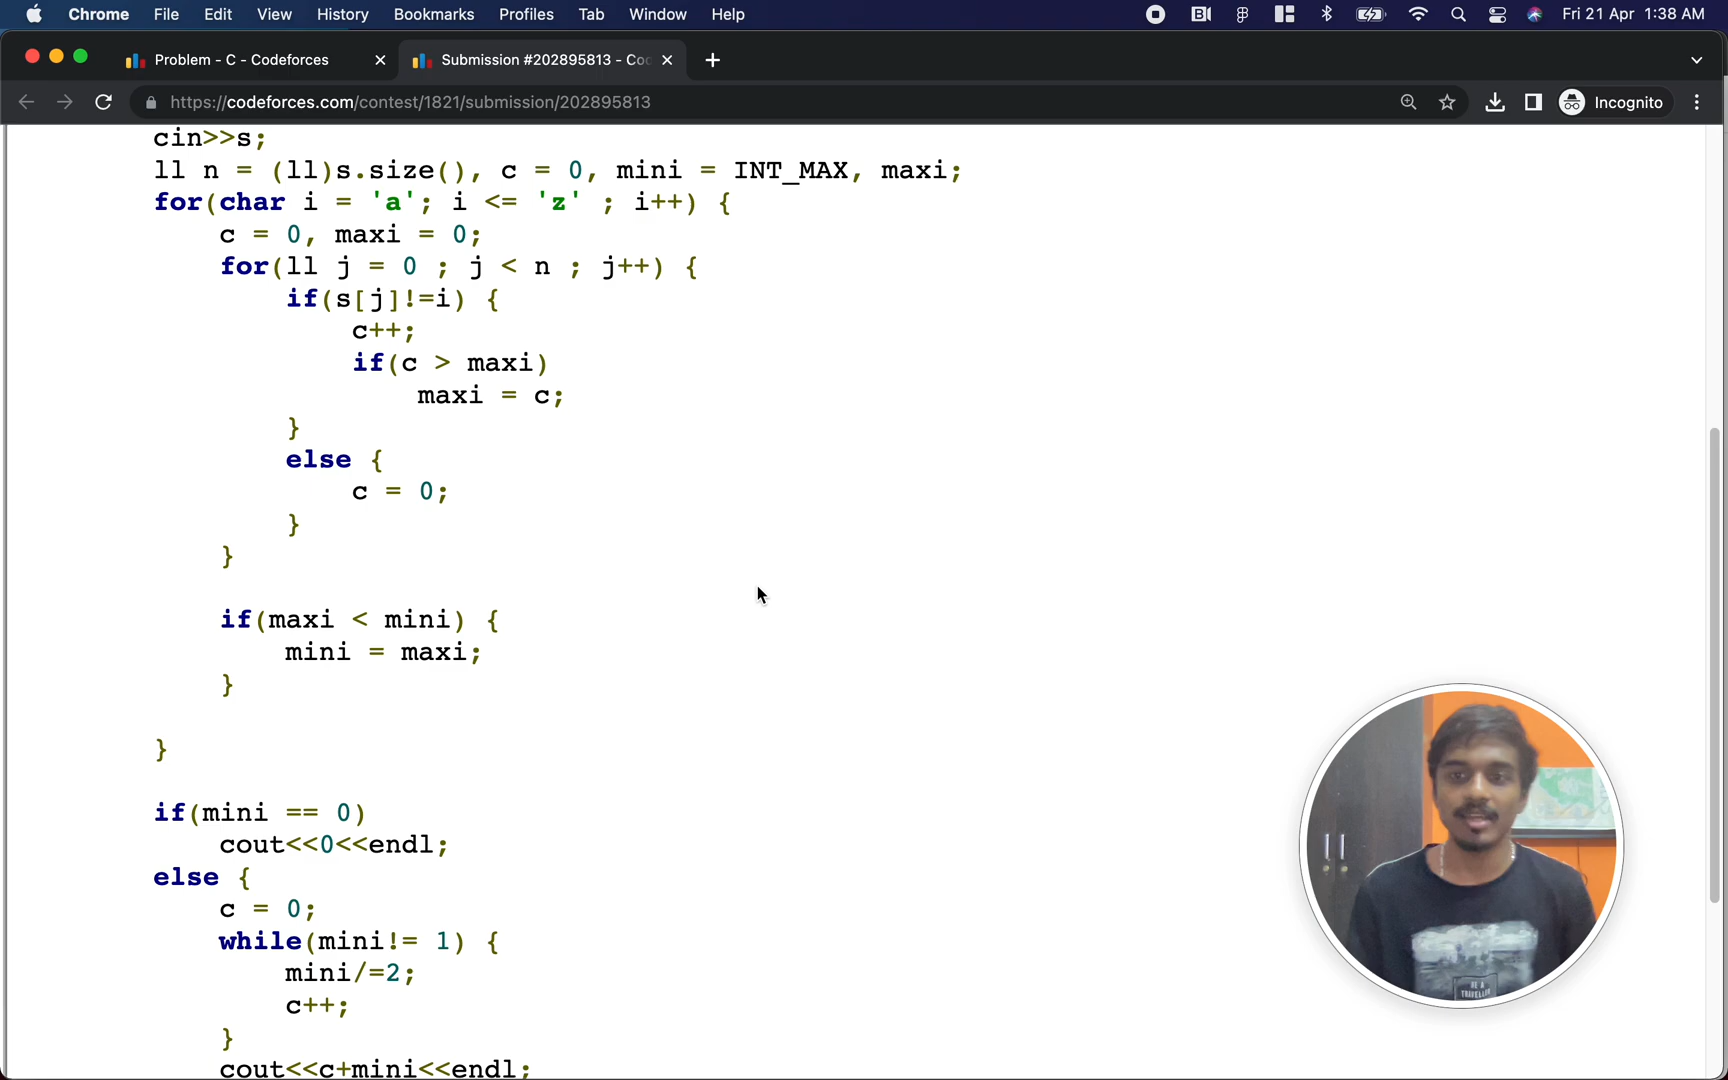 Chrome File Edit View History Bookmarks Profiles Tab Window Help Fri 21 Apr 1:38 AM
Problem - C - Codeforces Submission #202895813 - Co
https://codeforces.com/contest/1821/submission/202895813 Incognito
cin>>s;
ll n = (ll)s.size(), c = 0, mini = INT_MAX, maxi;
for(char i = 'a'; i <= 'z' ; i++) {
c = 0, maxi = 0;
for(ll j = 0 ; j < n ; j++) {
if(s[j]!=i) {
c++;
if(c > maxi)
maxi = c;
}
else {
c = 0;
}
}
if(maxi < mini) {
mini = maxi;
}
}
if(mini == 0)
cout<<0<<endl;
else {
c = 0;
while(mini!= 1) {
mini/=2;
c++;
}
cout<<c+mini<<endl;
BE A
TRAVELLER